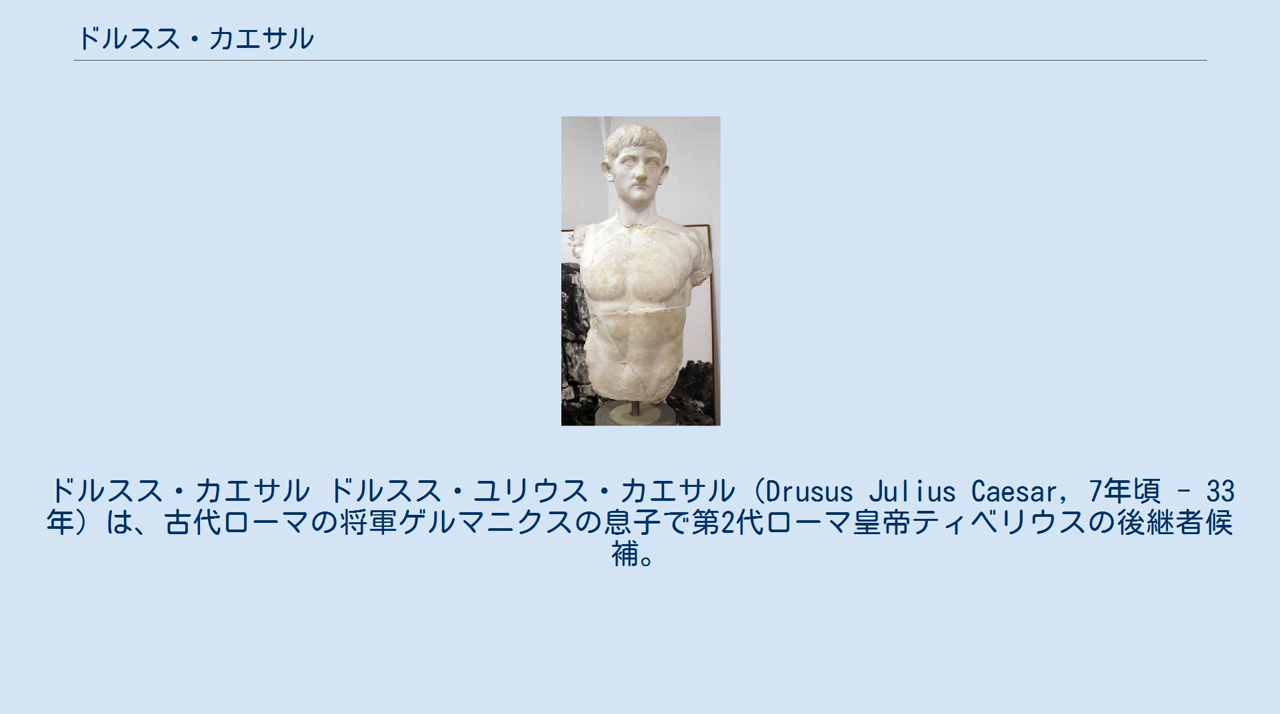 ドルスス・カエサル
ドルスス・カエサル ドルスス・ユリウス・カエサル（Drusus Julius Caesar, 7年頃 - 33
年）は、古代ローマの将軍ゲルマニクスの息子で第2代ローマ皇帝ティベリウスの後継者候
補。